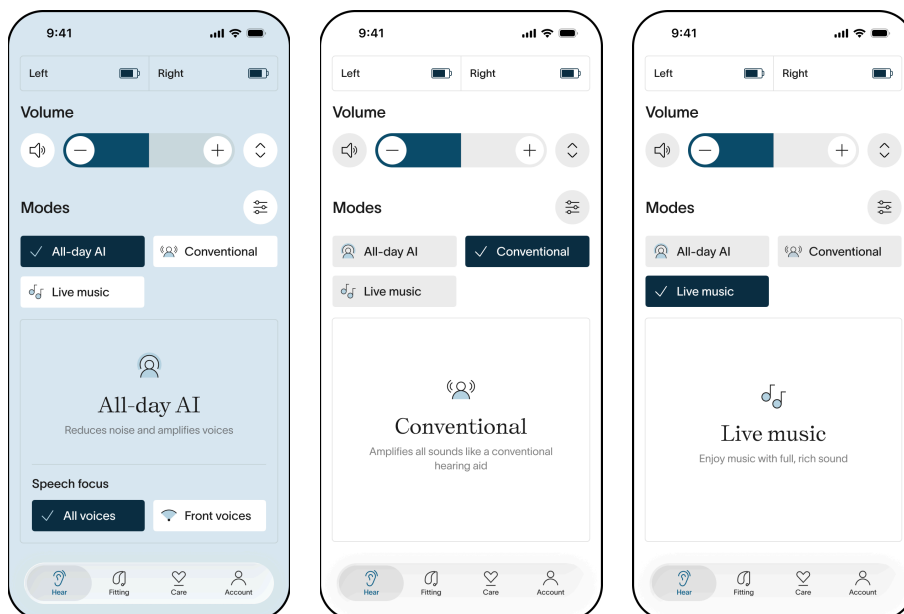 9:41
Left
Right
Volume
Modes
All-day AI
Conventional
Live music
All-day AI
Reduces noise and amplifies voices
Speech focus
All voices
Front voices
Hear
Fitting
Care
Account
9:41
Left
Right
Volume
Modes
All-day AI
Conventional
Live music
Conventional
Amplifies all sounds like a conventional
hearing aid
Hear
Fitting
Care
Account
9:41
Left
Right
Volume
Modes
All-day AI
Conventional
Live music
Live music
Enjoy music with full, rich sound
Hear
Fitting
Care
Account